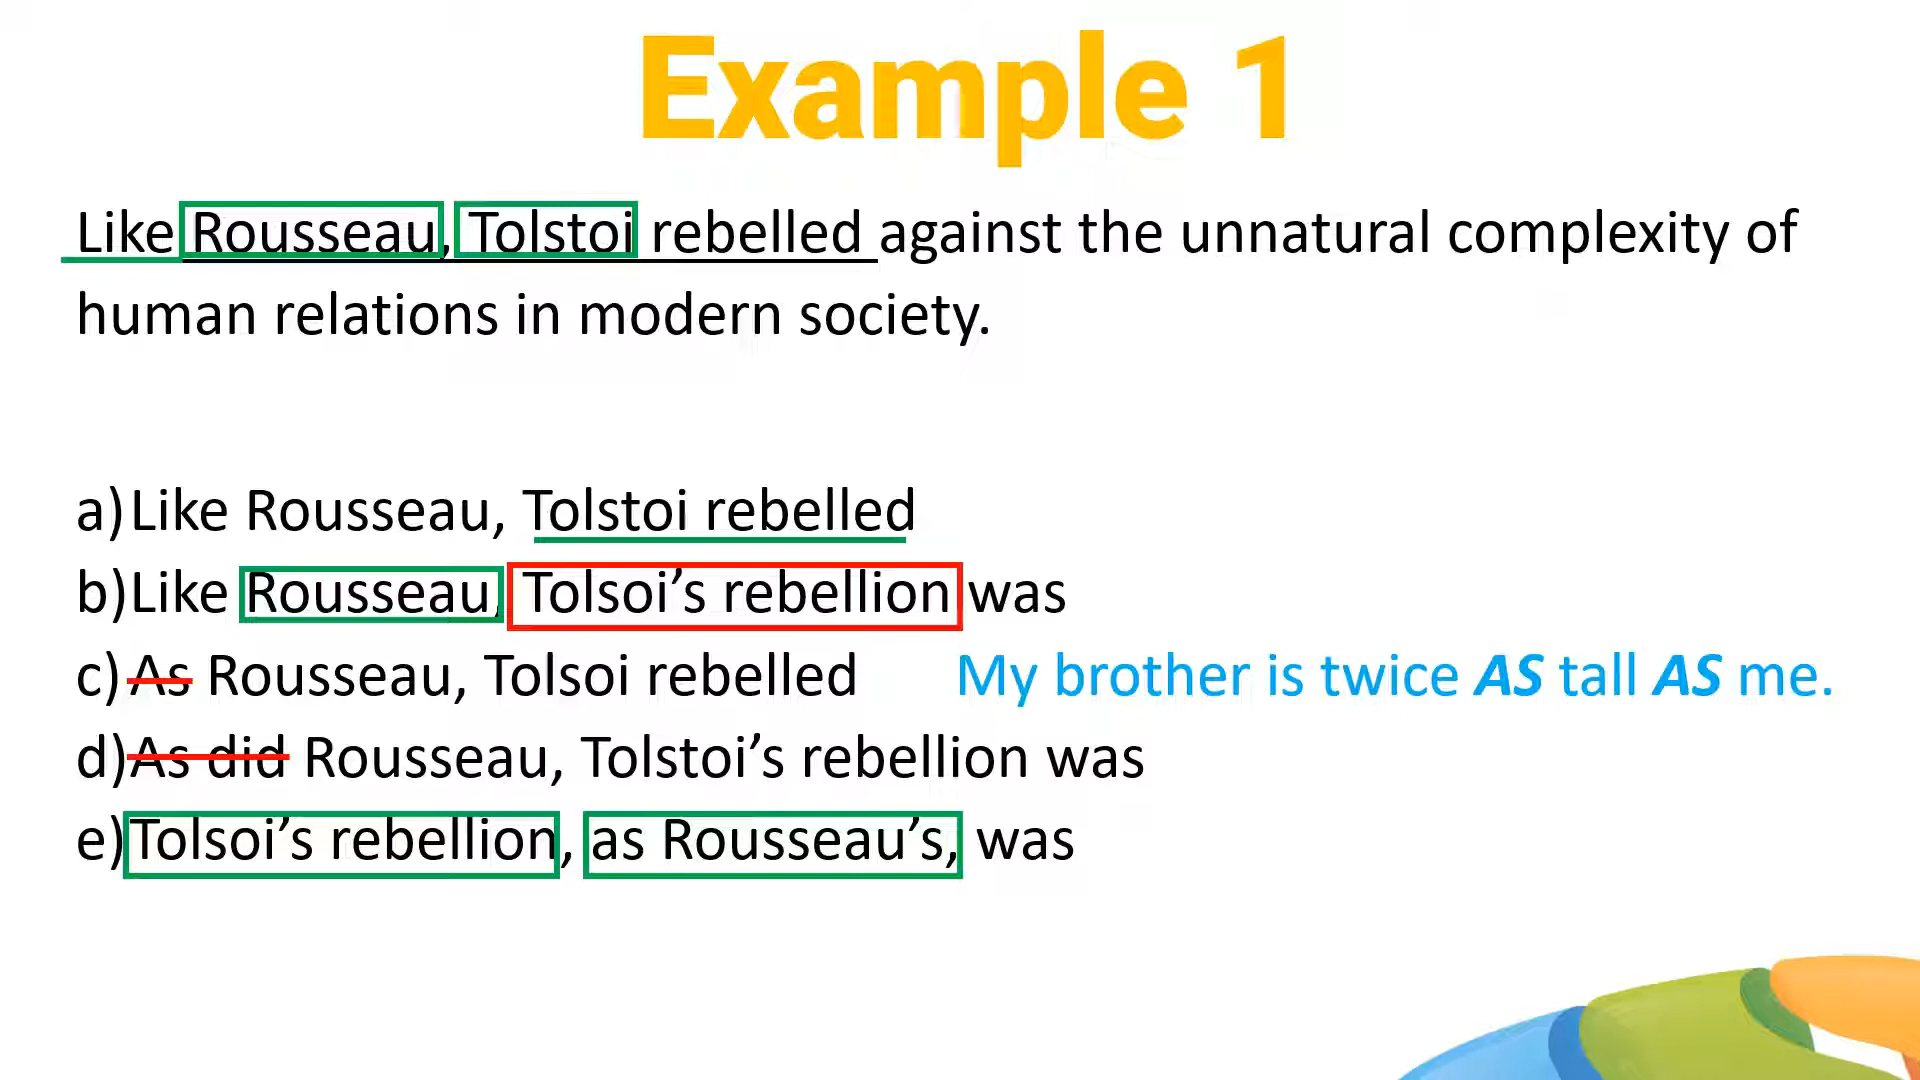 Example 1
Like Rousseau, Tolstoi rebelled against the unnatural complexity of
human relations in modern society.
a) Like Rousseau, Tolstoi rebelled
b) Like Rousseau, Tolsoi’s rebellion was
c) As Rousseau, Tolsoi rebelled My brother is twice AS tall AS me.
d) As did Rousseau, Tolstoi’s rebellion was
e) Tolsoi’s rebellion, as Rousseau’s, was